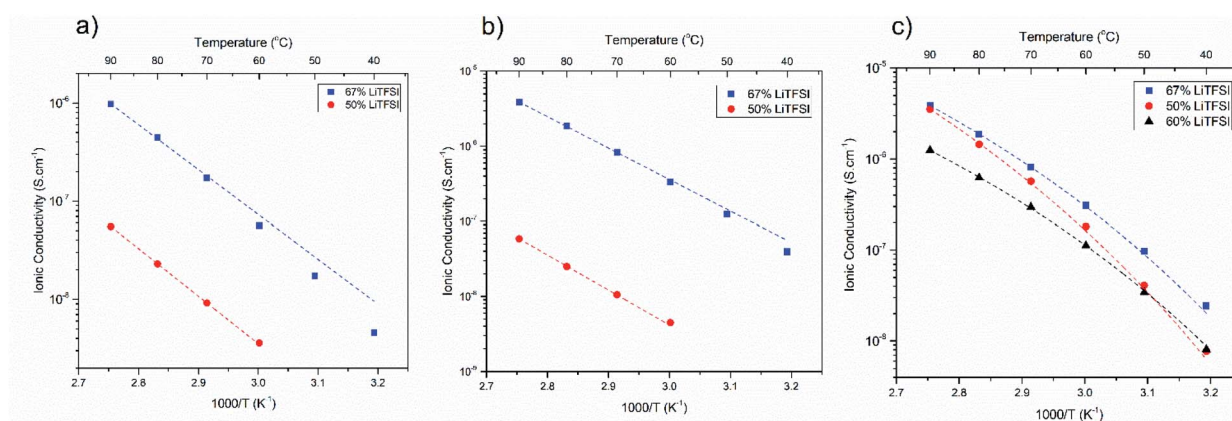 a)
Temperature (°C)
90 80 70 60 50 40
67% LiTFSI
50% LiTFSI
10⁻⁶
10⁻⁷
10⁻⁸
Ionic Conductivity (S.cm⁻¹)
2.7 2.8 2.9 3.0 3.1 3.2
1000/T (K⁻¹)
b)
Temperature (°C)
90 80 70 60 50 40
67% LiTFSI
50% LiTFSI
10⁻⁵
10⁻⁶
10⁻⁷
10⁻⁸
10⁻⁹
Ionic Conductivity (S.cm⁻¹)
2.7 2.8 2.9 3.0 3.1 3.2
1000/T (K⁻¹)
c)
Temperature (°C)
90 80 70 60 50 40
67% LiTFSI
50% LiTFSI
60% LiTFSI
10⁻⁵
10⁻⁶
10⁻⁷
10⁻⁸
Ionic Conductivity (S.cm⁻¹)
2.7 2.8 2.9 3.0 3.1 3.2
1000/T (K⁻¹)